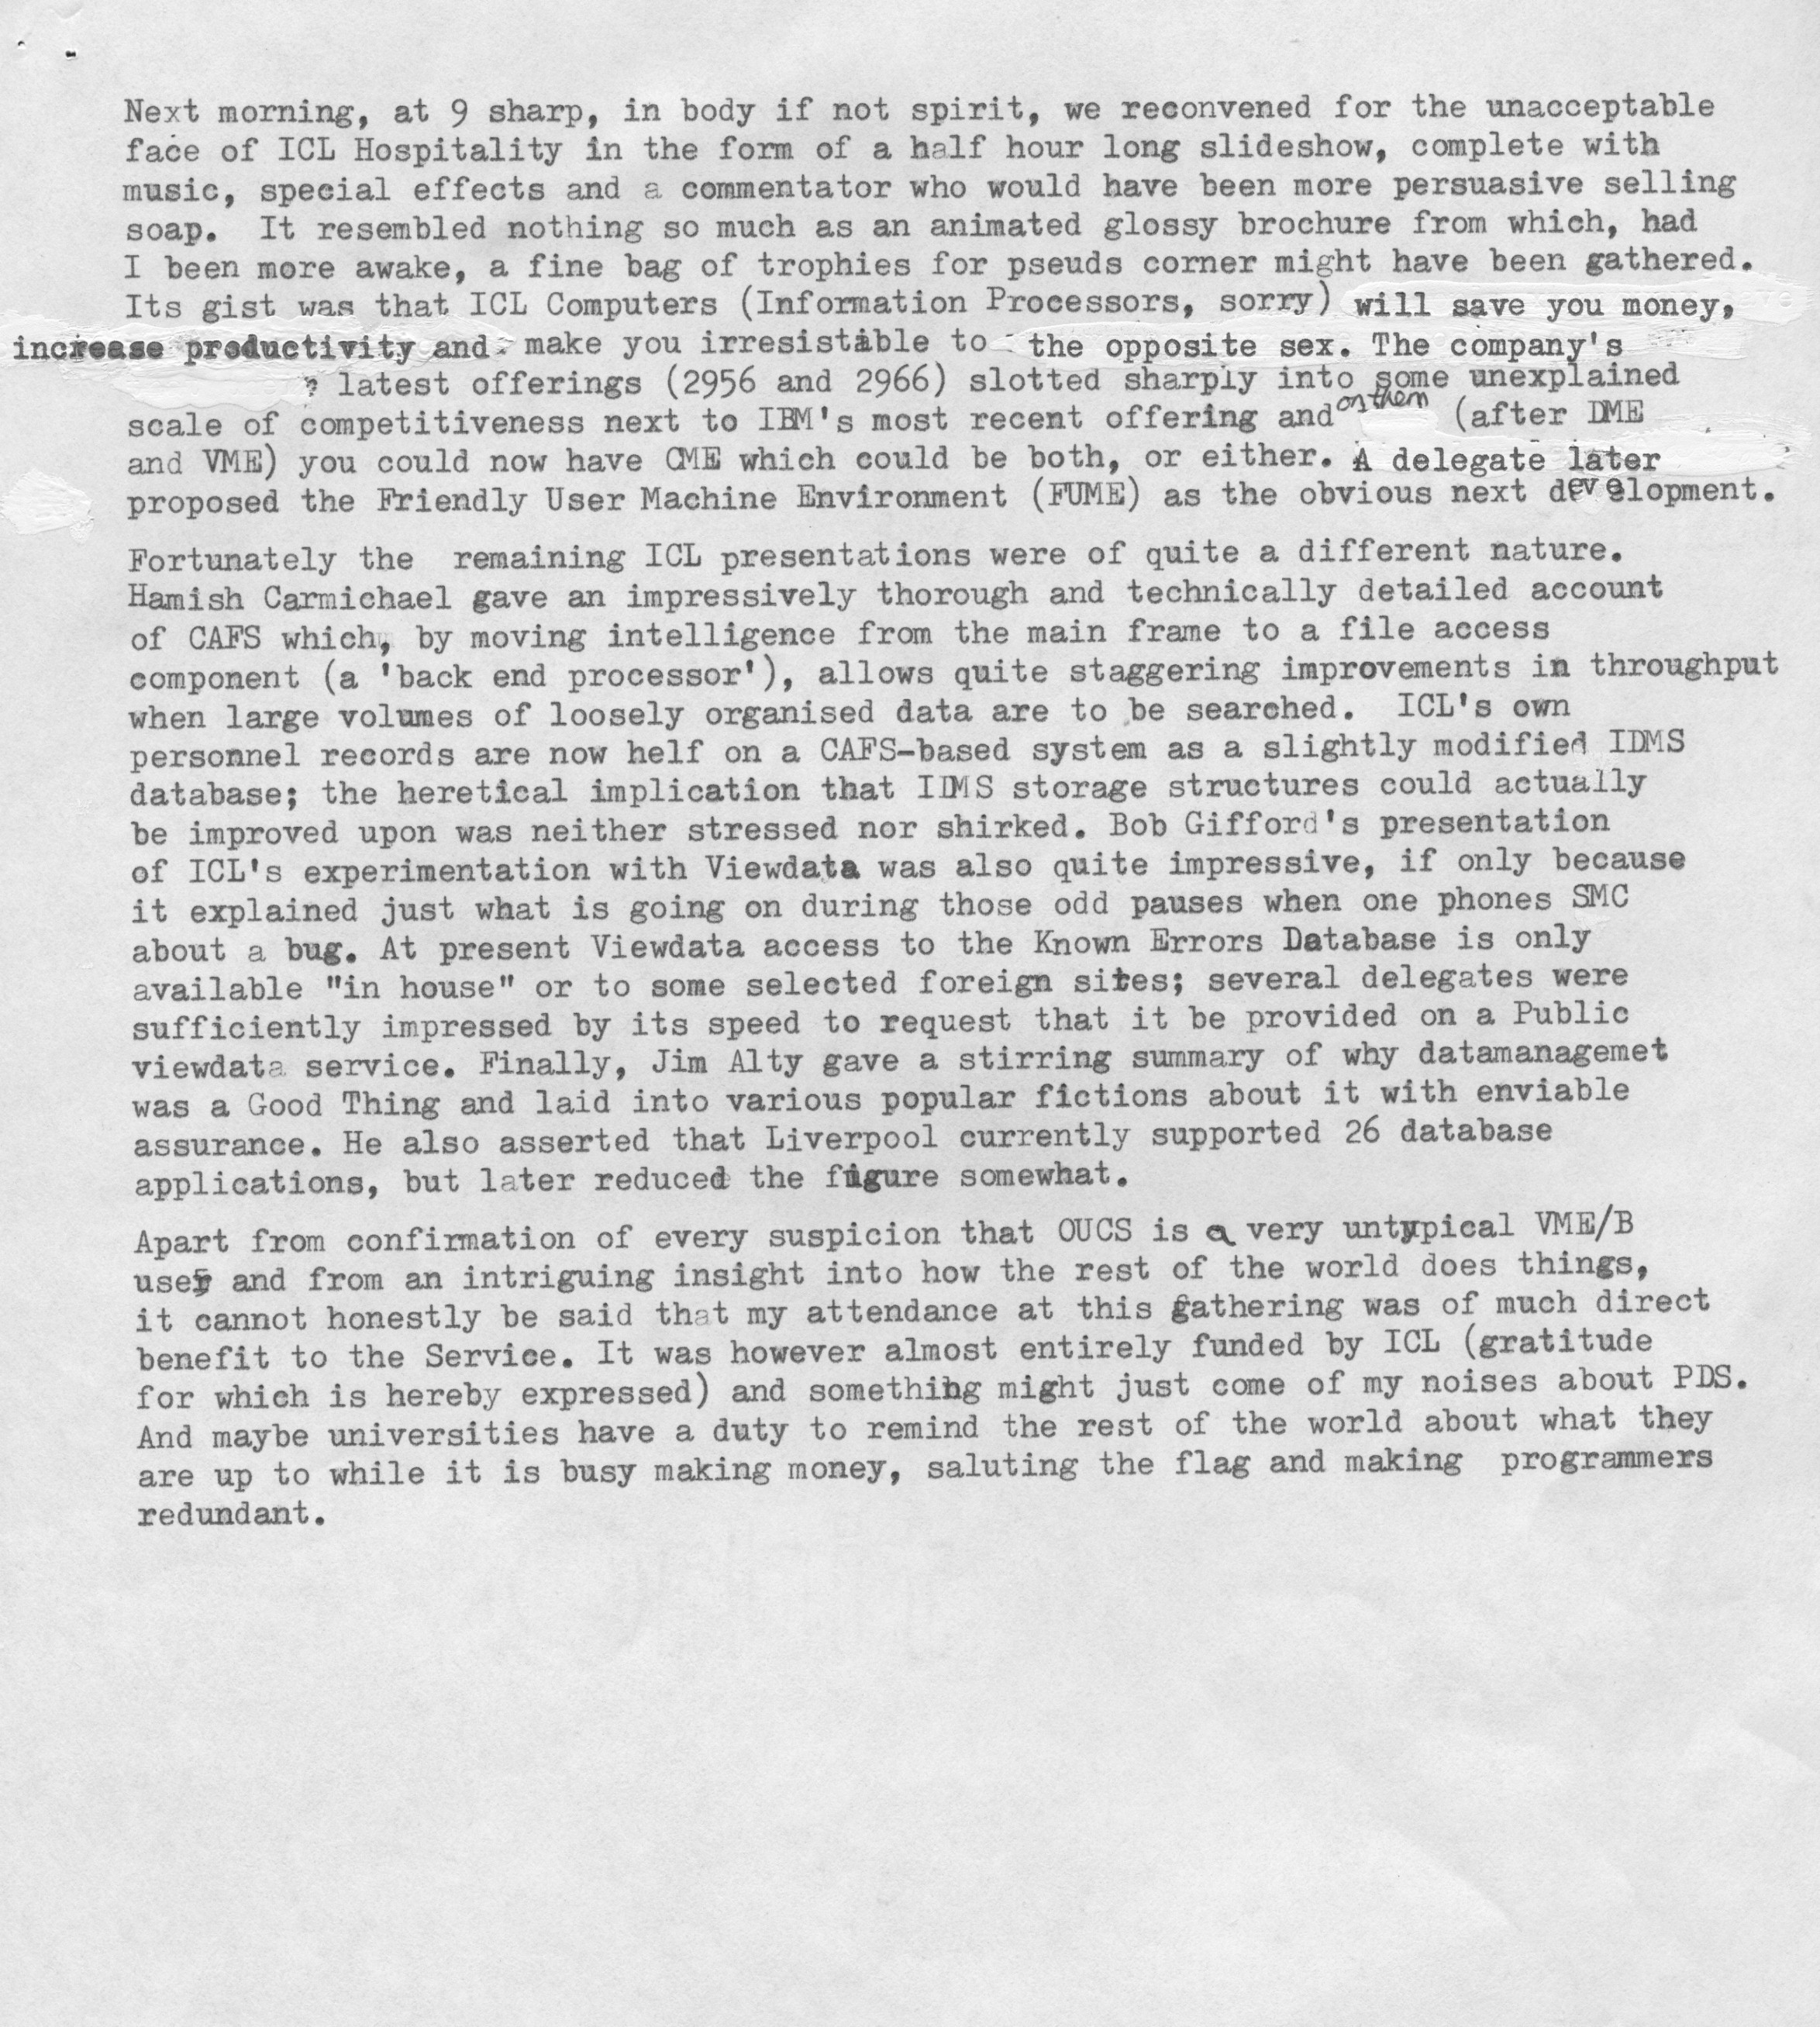 Next morning, at 9 sharp, in body if not spirit, we reconvened for the unacceptable
face of ICL Hospitality in the form of a half hour long slideshow, complete with
music, special effects and a commentator who would have been more persuasive selling
soap. It resembled nothing so much as an animated glossy brochure from which, had
I been more awake, a fine bag of trophies for pseuds corner might have been gathered.
Its gist was that ICL Computers (Information Processors, sorry) will save you money,
increase productivity and make you irresistible to the opposite sex. The company's
latest offerings (2956 and 2966) slotted sharply into some unexplained
scale of competitiveness next to IBM's most recent offering and on them (after DME
and VME) you could now have CME which could be both, or either. A delegate later
proposed the Friendly User Machine Environment (FUME) as the obvious next development.
Fortunately the remaining ICL presentations were of quite a different nature.
Hamish Carmichael gave an impressively thorough and technically detailed account
of CAFS which, by moving intelligence from the main frame to a file access
component (a 'back end processor'), allows quite staggering improvements in throughput
when large volumes of loosely organised data are to be searched. ICL's own
personnel records are now helf on a CAFS-based system as a slightly modified IDMS
database; the heretical implication that IDMS storage structures could actually
be improved upon was neither stressed nor shirked. Bob Gifford's presentation
of ICL's experimentation with Viewdata was also quite impressive, if only because
it explained just what is going on during those odd pauses when one phones SMC
about a bug. At present Viewdata access to the Known Errors Database is only
available "in house" or to some selected foreign sites; several delegates were
sufficiently impressed by its speed to request that it be provided on a Public
viewdata service. Finally, Jim Alty gave a stirring summary of why datamanagemet
was a Good Thing and laid into various popular fictions about it with enviable
assurance. He also asserted that Liverpool currently supported 26 database
applications, but later reduced the figure somewhat.
Apart from confirmation of every suspicion that OUCS is a very untypical VME/B
user and from an intriguing insight into how the rest of the world does things,
it cannot honestly be said that my attendance at this gathering was of much direct
benefit to the Service. It was however almost entirely funded by ICL (gratitude
for which is hereby expressed) and something might just come of my noises about PDS.
And maybe universities have a duty to remind the rest of the world about what they
are up to while it is busy making money, saluting the flag and making programmers
redundant.